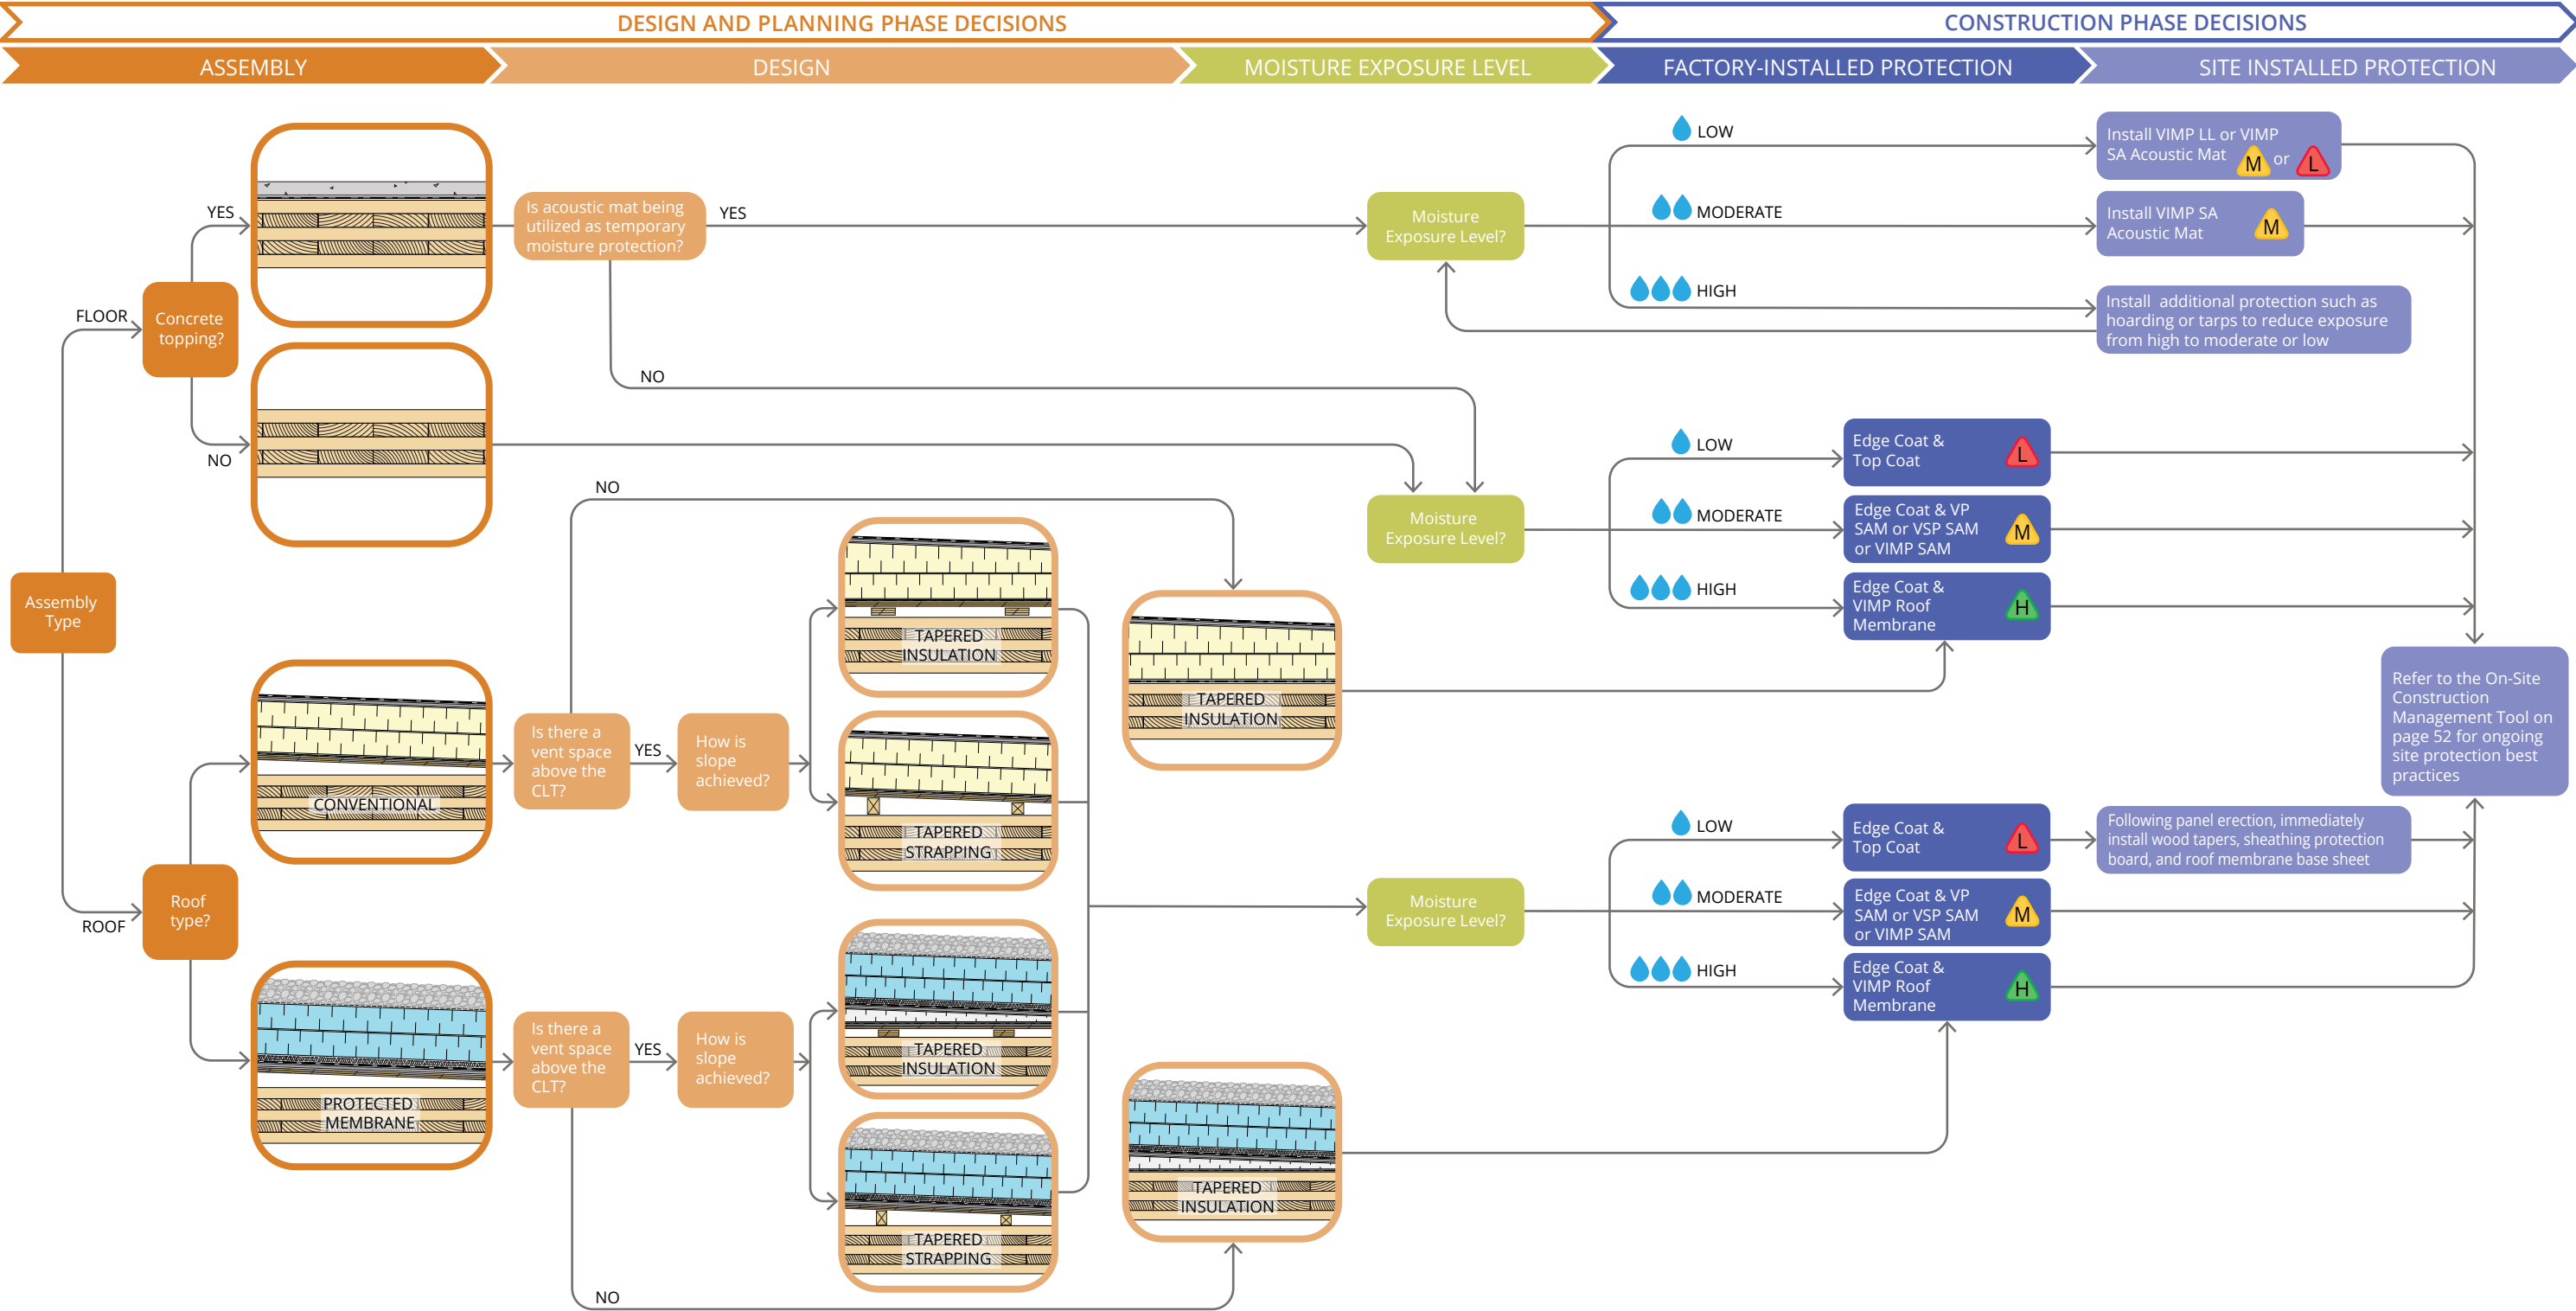 DESIGN AND PLANNING PHASE DECISIONS
CONSTRUCTION PHASE DECISIONS
ASSEMBLY
DESIGN
MOISTURE EXPOSURE LEVEL
FACTORY-INSTALLED PROTECTION
SITE INSTALLED PROTECTION
Assembly
Type
FLOOR
Concrete
topping?
YES
NO
Is acoustic mat being
utilized as temporary
moisture protection?
YES
NO
Moisture
Exposure Level?
LOW
Install VIMP LL or VIMP
SA Acoustic Mat M or L
MODERATE
Install VIMP SA
Acoustic Mat M
HIGH
Install additional protection such as
hoarding or tarps to reduce exposure
from high to moderate or low
Moisture
Exposure Level?
LOW
Edge Coat &
Top Coat
L
MODERATE
Edge Coat & VP
SAM or VSP SAM
or VIMP SAM
M
HIGH
Edge Coat &
VIMP Roof
Membrane
H
ROOF
Roof
type?
CONVENTIONAL
Is there a
vent space
above the
CLT?
NO
YES
How is
slope
achieved?
TAPERED
INSULATION
TAPERED
STRAPPING
TAPERED
INSULATION
PROTECTED
MEMBRANE
Is there a
vent space
above the
CLT?
YES
NO
How is
slope
achieved?
TAPERED
INSULATION
TAPERED
STRAPPING
TAPERED
INSULATION
Moisture
Exposure Level?
LOW
Edge Coat &
Top Coat
L
Following panel erection, immediately
install wood tapers, sheathing protection
board, and roof membrane base sheet
MODERATE
Edge Coat & VP
SAM or VSP SAM
or VIMP SAM
M
HIGH
Edge Coat &
VIMP Roof
Membrane
H
Refer to the On-Site
Construction
Management Tool on
page 52 for ongoing
site protection best
practices